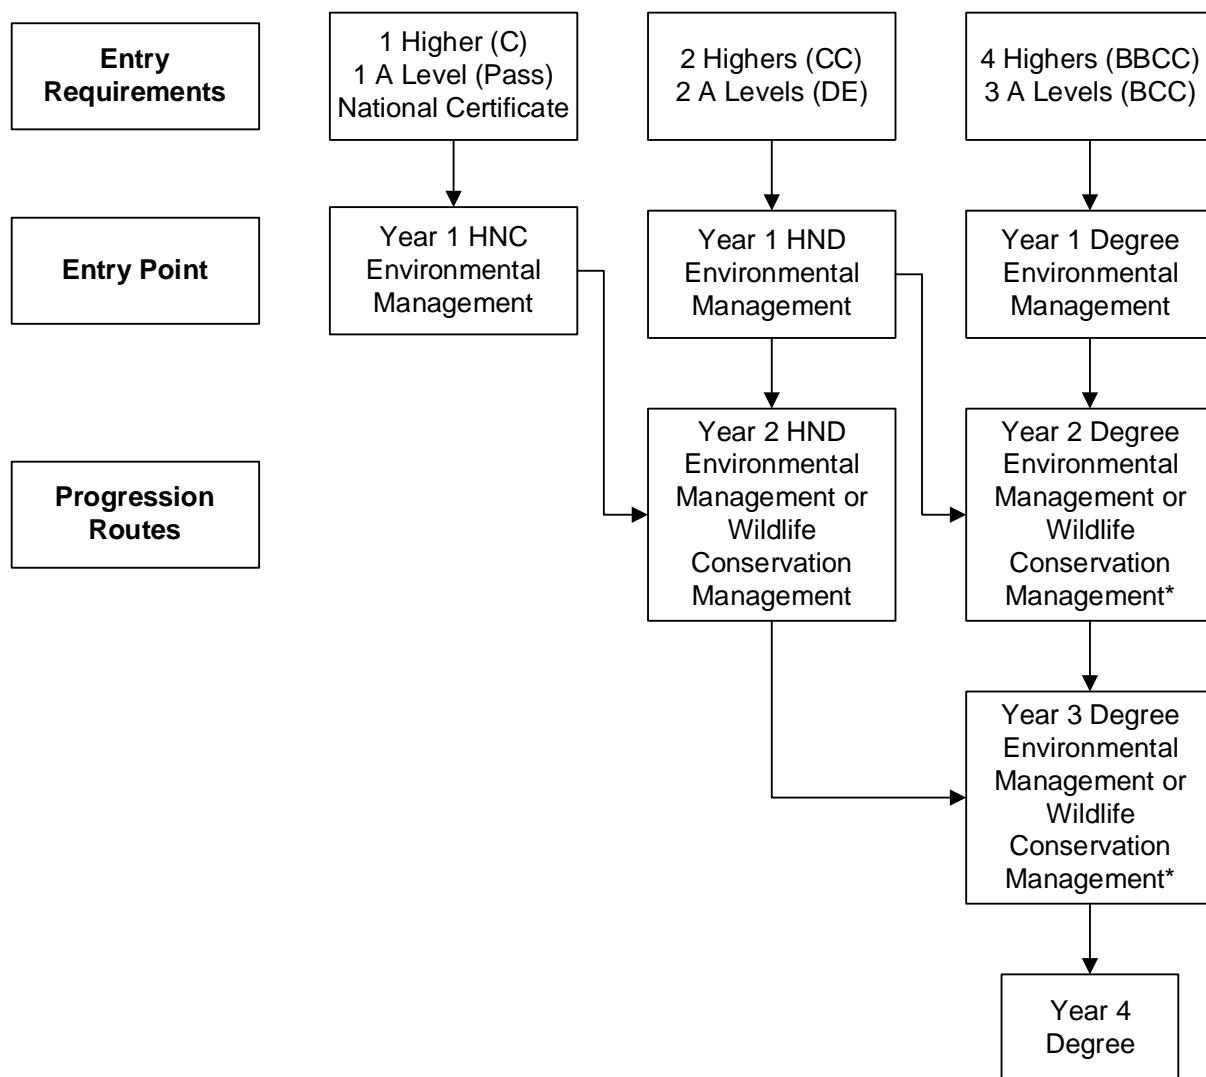 Entry
Requirements
1 Higher (C)
1 A Level (Pass)
National Certificate
2 Highers (CC)
2 A Levels (DE)
4 Highers (BBCC)
3 A Levels (BCC)
Entry Point
Year 1 HNC
Environmental
Management
Year 1 HND
Environmental
Management
Year 1 Degree
Environmental
Management
Progression
Routes
Year 2 HND
Environmental
Management or
Wildlife
Conservation
Management
Year 2 Degree
Environmental
Management or
Wildlife
Conservation
Management*
Year 3 Degree
Environmental
Management or
Wildlife
Conservation
Management*
Year 4
Degree